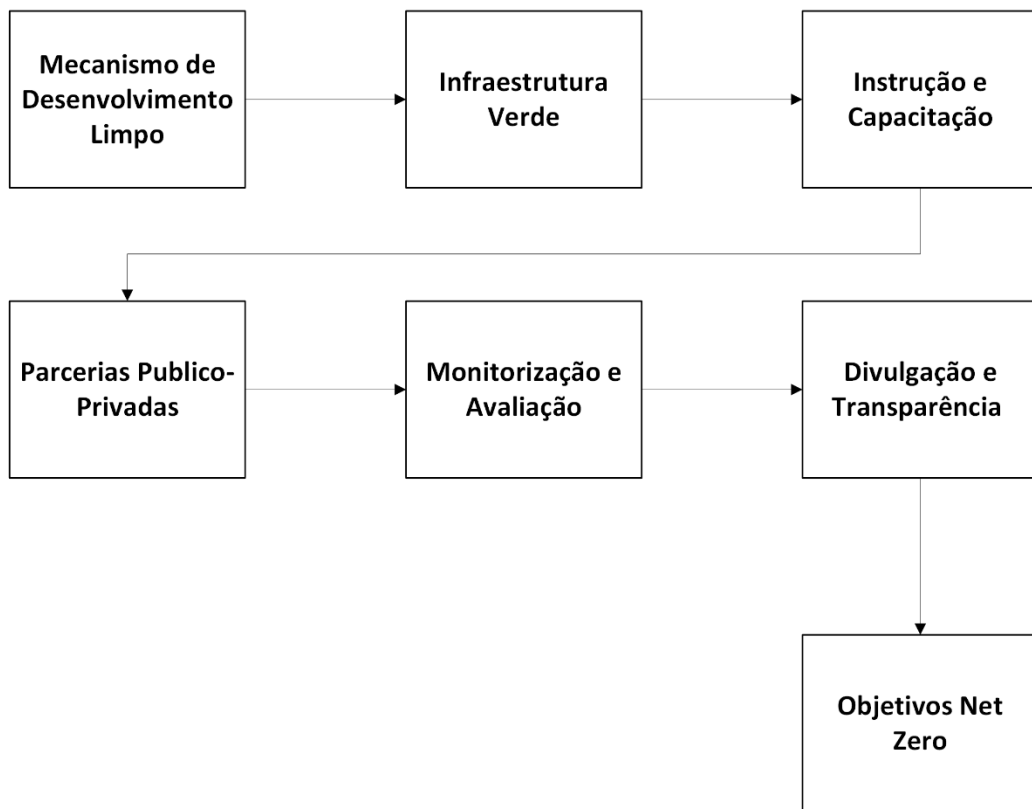 Mecanismo de
Desenvolvimento
Limpo
Infraestrutura
Verde
Instrução e
Capacitação
Parcerias Publico-
Privadas
Monitorização e
Avaliação
Divulgação e
Transparência
Objetivos Net
Zero